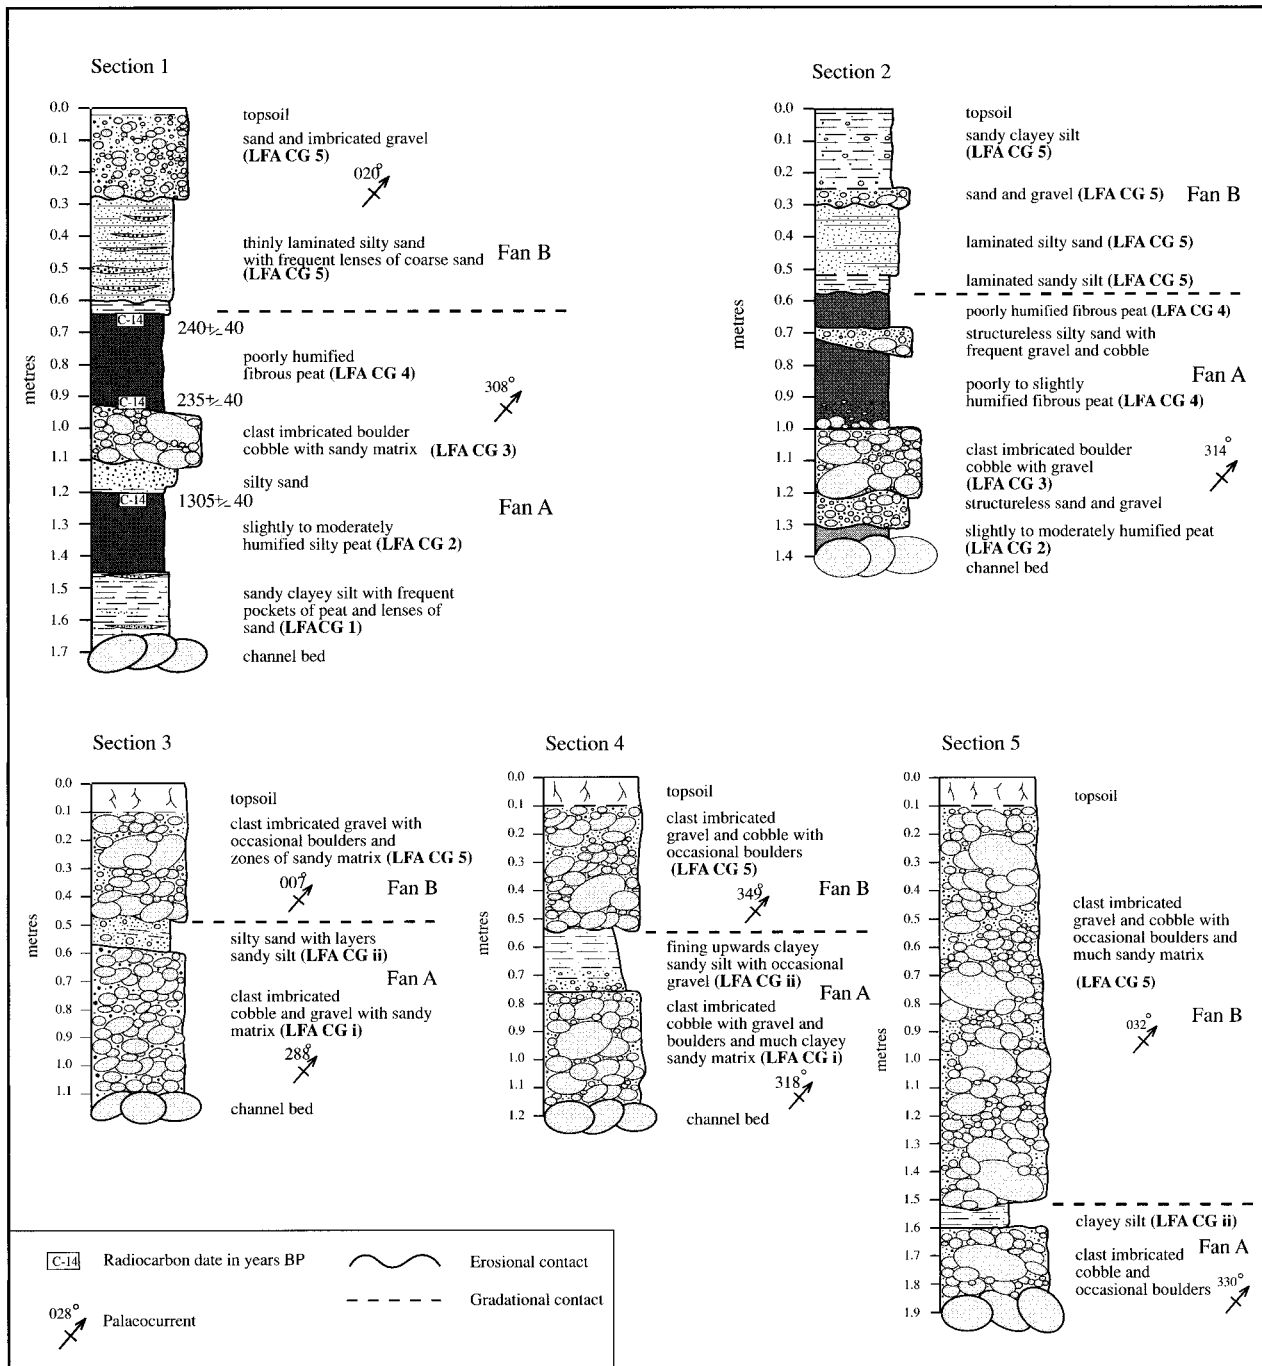 Section 1
0.0
0.1
0.2
0.3
0.4
0.5
0.6
0.7
0.8
0.9
1.0
1.1
1.2
1.3
1.4
1.5
1.6
1.7
metres
topsoil
sand and imbricated gravel
(LFA CG 5)
020°
thinly laminated silty sand
with frequent lenses of coarse sand
(LFA CG 5)
Fan B
C-14
240+/- 40
poorly humified
fibrous peat (LFA CG 4)
308°
C-14
235+/- 40
clast imbricated boulder
cobble with sandy matrix (LFA CG 3)
silty sand
C-14
1305+/- 40
Fan A
slightly to moderately
humified silty peat (LFA CG 2)
sandy clayey silt with frequent
pockets of peat and lenses of
sand (LFACG 1)
channel bed
Section 2
0.0
0.1
0.2
0.3
0.4
0.5
0.6
0.7
0.8
0.9
1.0
1.1
1.2
1.3
1.4
metres
topsoil
sandy clayey silt
(LFA CG 5)
sand and gravel (LFA CG 5)
Fan B
laminated silty sand (LFA CG 5)
laminated sandy silt (LFA CG 5)
poorly humified fibrous peat (LFA CG 4)
structureless silty sand with
frequent gravel and cobble
Fan A
poorly to slightly
humified fibrous peat (LFA CG 4)
clast imbricated boulder
cobble with gravel
(LFA CG 3)
314°
structureless sand and gravel
slightly to moderately humified peat
(LFA CG 2)
channel bed
Section 3
0.0
0.1
0.2
0.3
0.4
0.5
0.6
0.7
0.8
0.9
1.0
1.1
metres
topsoil
clast imbricated gravel with
occasional boulders and
zones of sandy matrix (LFA CG 5)
007°
Fan B
silty sand with layers
sandy silt (LFA CG ii)
Fan A
clast imbricated
cobble and gravel with sandy
matrix (LFA CG i)
288°
channel bed
Section 4
0.0
0.1
0.2
0.3
0.4
0.5
0.6
0.7
0.8
0.9
1.0
1.1
1.2
metres
topsoil
clast imbricated
gravel and cobble with
occasional boulders
(LFA CG 5)
349°
Fan B
fining upwards clayey
sandy silt with occasional
gravel (LFA CG ii)
Fan A
clast imbricated
cobble with gravel and
boulders and much clayey
sandy matrix (LFA CG i)
318°
channel bed
Section 5
0.0
0.1
0.2
0.3
0.4
0.5
0.6
0.7
0.8
0.9
1.0
1.1
1.2
1.3
1.4
1.5
1.6
1.7
1.8
1.9
metres
topsoil
clast imbricated
gravel and cobble with
occasional boulders and
much sandy matrix
(LFA CG 5)
032°
Fan B
clayey silt (LFA CG ii)
Fan A
clast imbricated
cobble and
occasional boulders
330°
C-14
Radiocarbon date in years BP
Erosional contact
Gradational contact
028°
Palaeocurrent